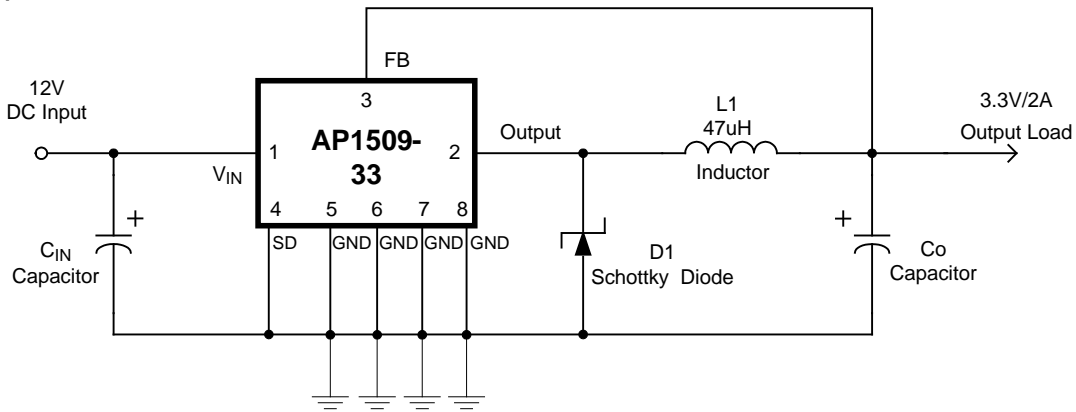 FB
12V
DC Input
3
L1
47uH
3.3V/2A
Output Load
AP1509-
33
1
2
Output
VIN
Inductor
4 5 6 7 8
SD GND GND GND GND
+
CIN
Capacitor
D1
Schottky Diode
+
Co
Capacitor